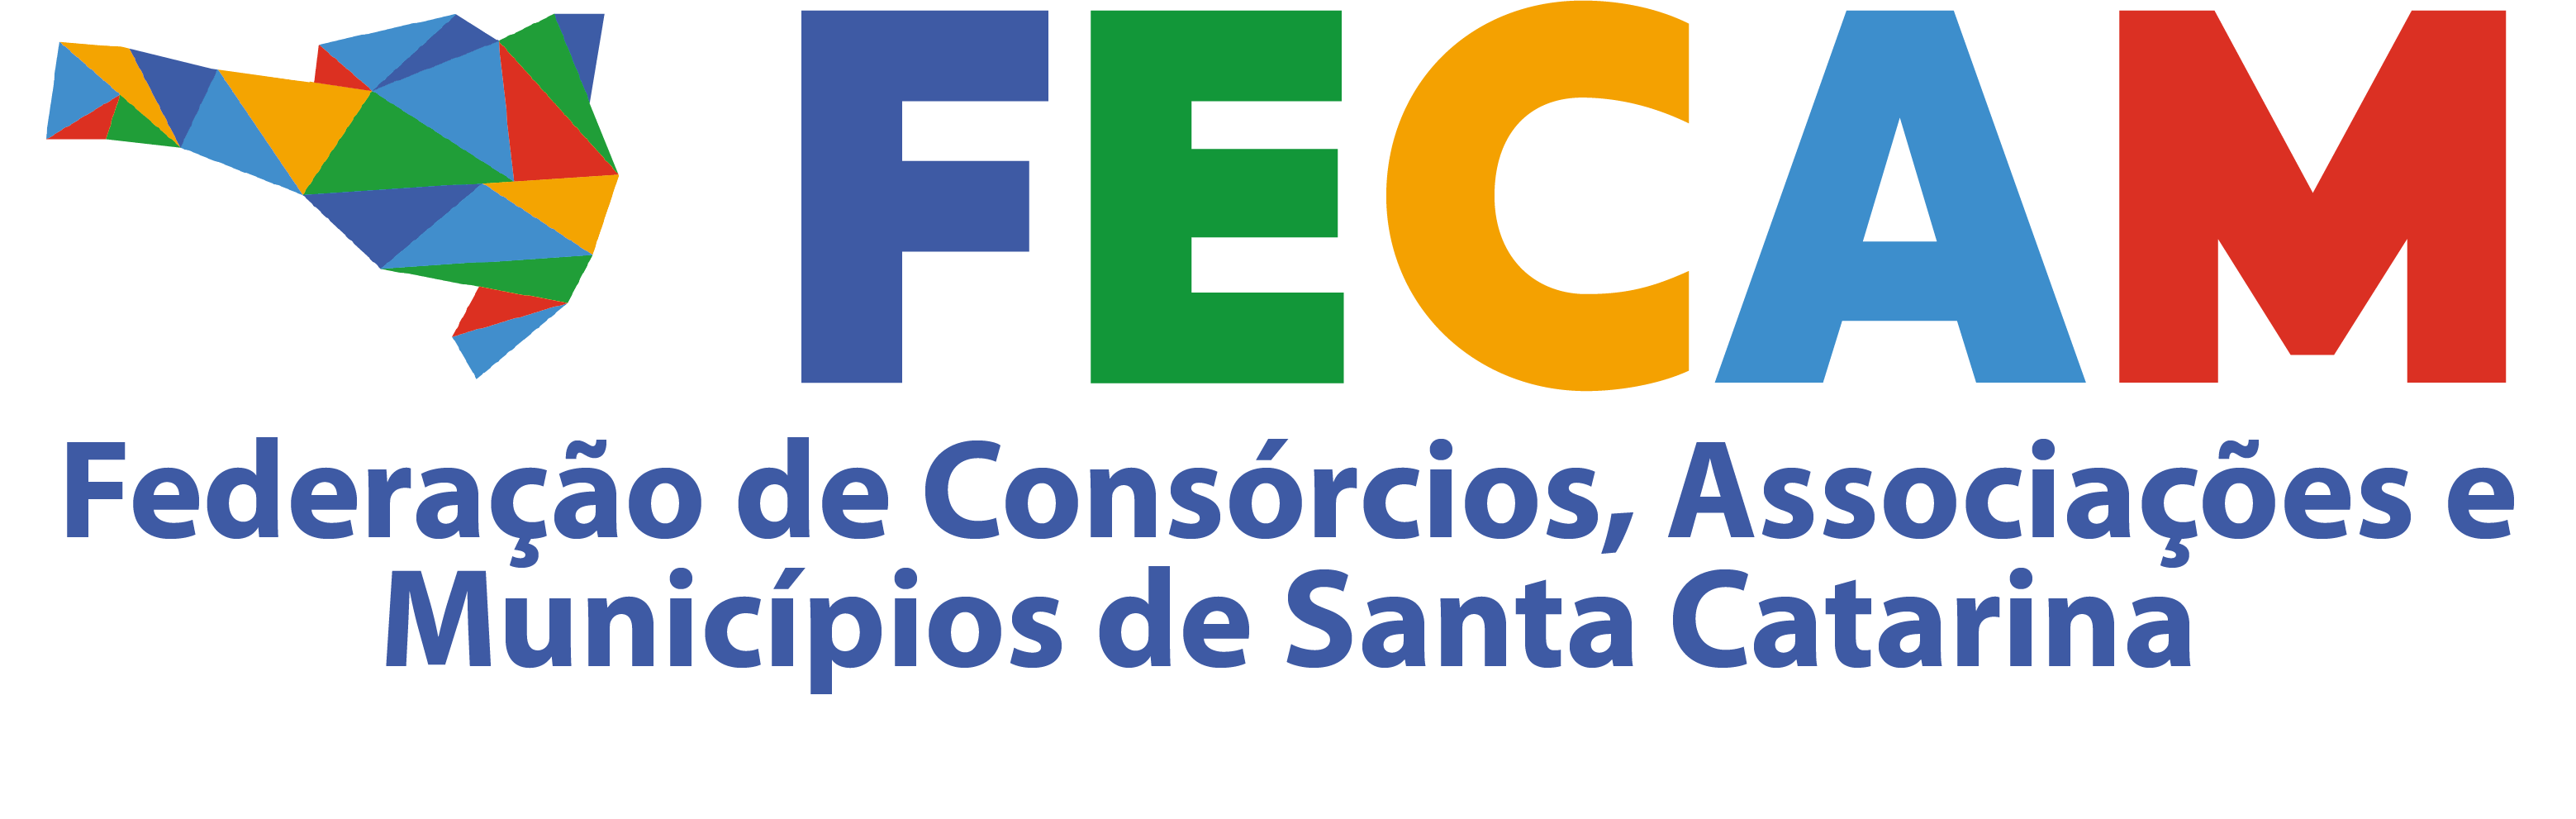 FECAM
Federação de Consórcios, Associações e
Municípios de Santa Catarina